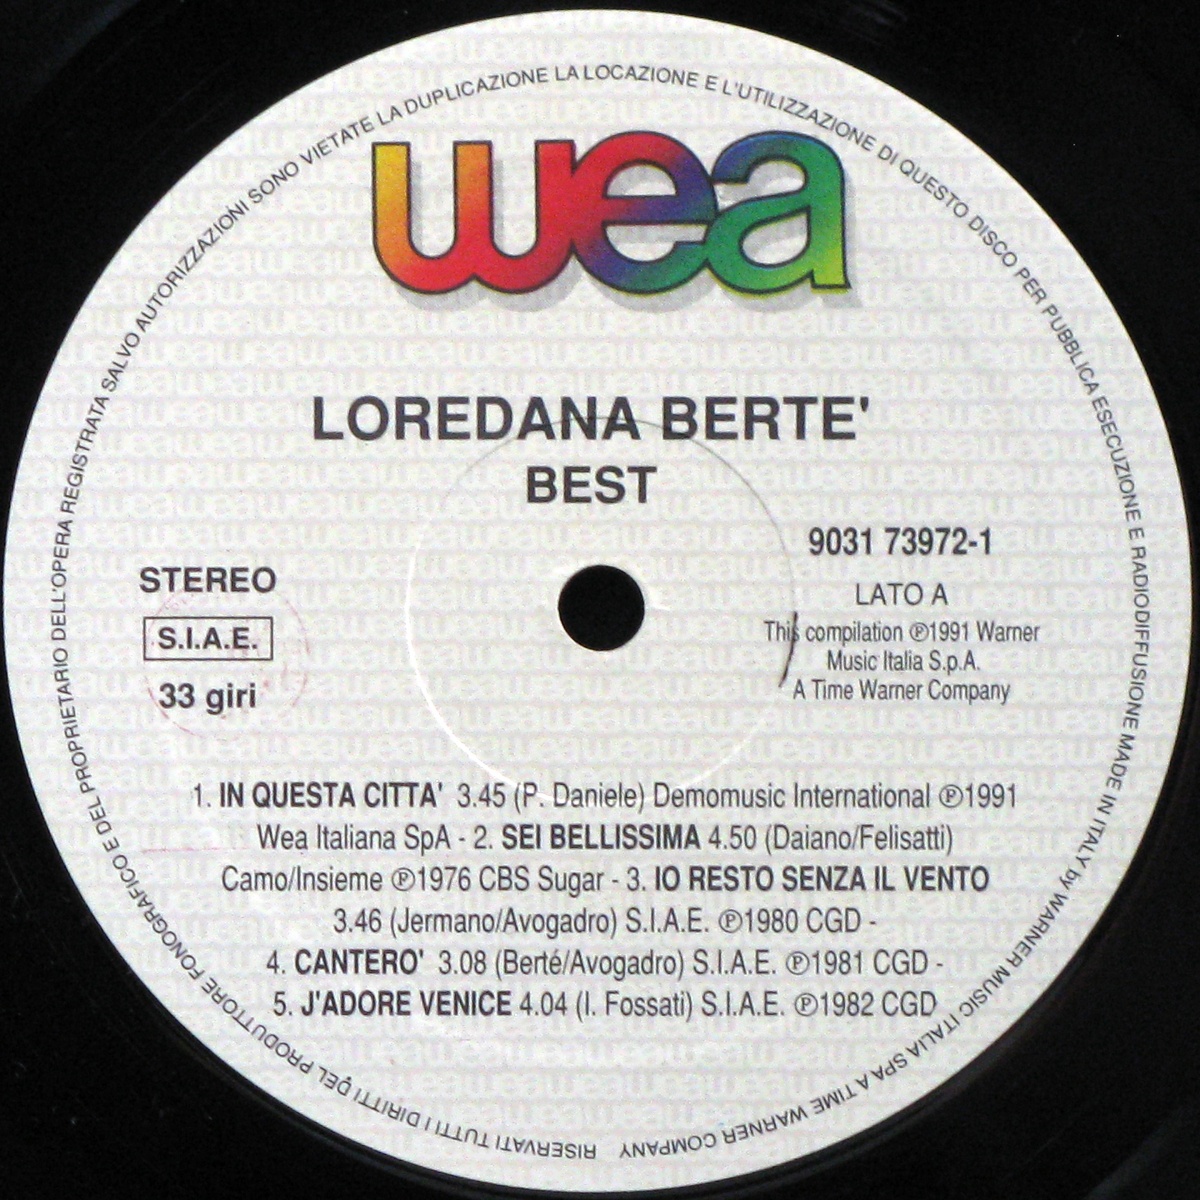 wea
LOREDANA BERTE'
BEST
9031 73972-1
STEREO
LATO A
S.I.A.E.
This compilation ℗1991 Warner
Music Italia S.p.A.
A Time Warner Company
33 giri
1. IN QUESTA CITTA' 3.45 (P. Daniele) Demomusic International ℗1991
Wea Italiana SpA - 2. SEI BELLISSIMA 4.50 (Daiano/Felisatti)
Camo/Insieme ℗1976 CBS Sugar - 3. IO RESTO SENZA IL VENTO
3.46 (Jermano/Avogadro) S.I.A.E. ℗1980 CGD -
4. CANTERO' 3.08 (Berté/Avogadro) S.I.A.E. ℗1981 CGD -
5. J'ADORE VENICE 4.04 (I. Fossati) S.I.A.E. ℗1982 CGD
RISERVATI TUTTI I DIRITTI DEL PRODUTTORE FONOGRAFICO E DEL PROPRIETARIO DELL'OPERA REGISTRATA SALVO AUTORIZZAZIONI SONO VIETATE LA DUPLICAZIONE LA LOCAZIONE E L'UTILIZZAZIONE DI QUESTO DISCO PER PUBBLICA ESECUZIONE E RADIODIFFUSIONE MADE IN ITALY by WARNER MUSIC ITALIA SPA A TIME WARNER COMPANY